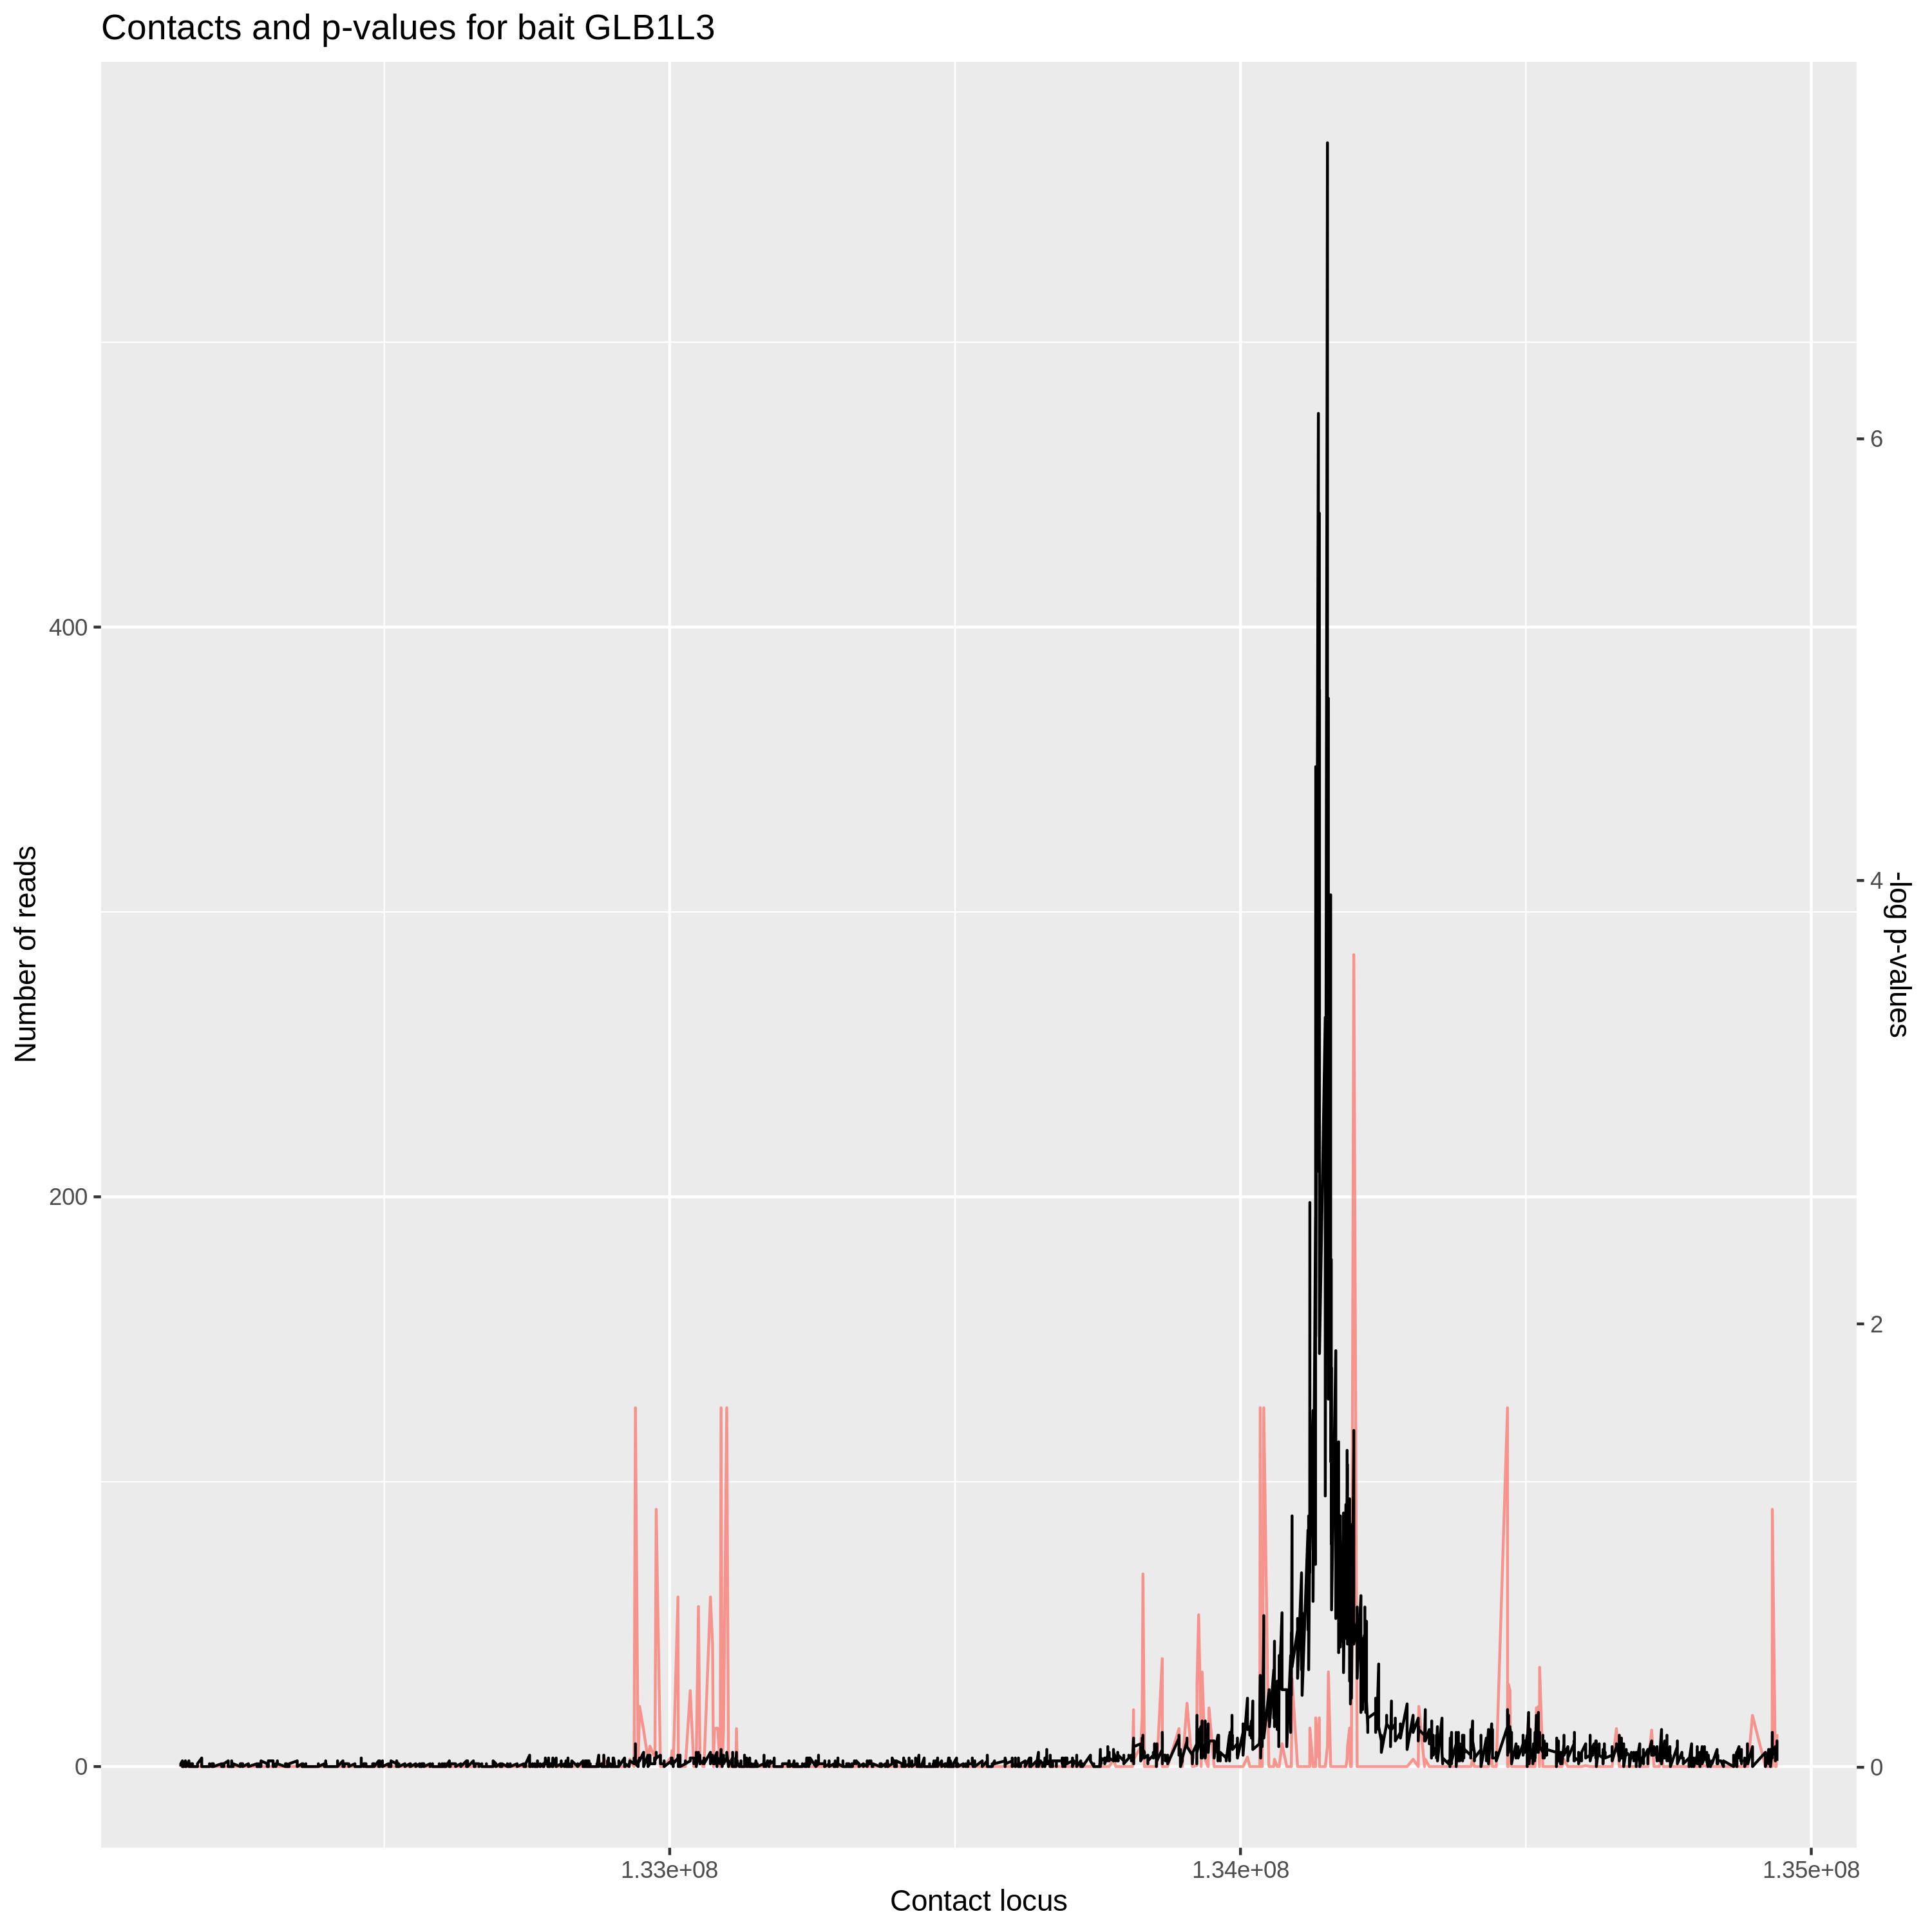 Contacts and p-values for bait GLB1L3
Number of reads
400
200
0
6
4
2
0
-log p-values
1.33e+08
1.34e+08
1.35e+08
Contact locus